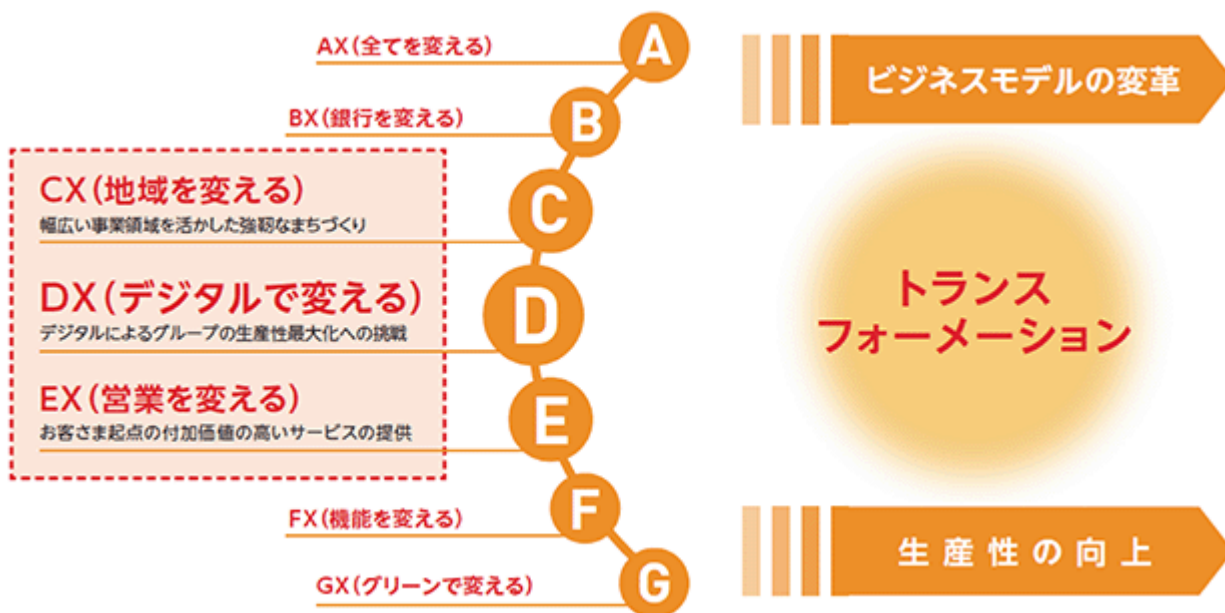 AX(全てを変える)
A
BX(銀行を変える)
B
CX(地域を変える)
幅広い事業領域を活かした強靭なまちづくり
C
DX(デジタルで変える)
デジタルによるグループの生産性最大化への挑戦
D
EX(営業を変える)
お客さま起点の付加価値の高いサービスの提供
E
FX(機能を変える)
F
GX(グリーンで変える)
G
ビジネスモデルの変革
トランス
フォーメーション
生産性の向上